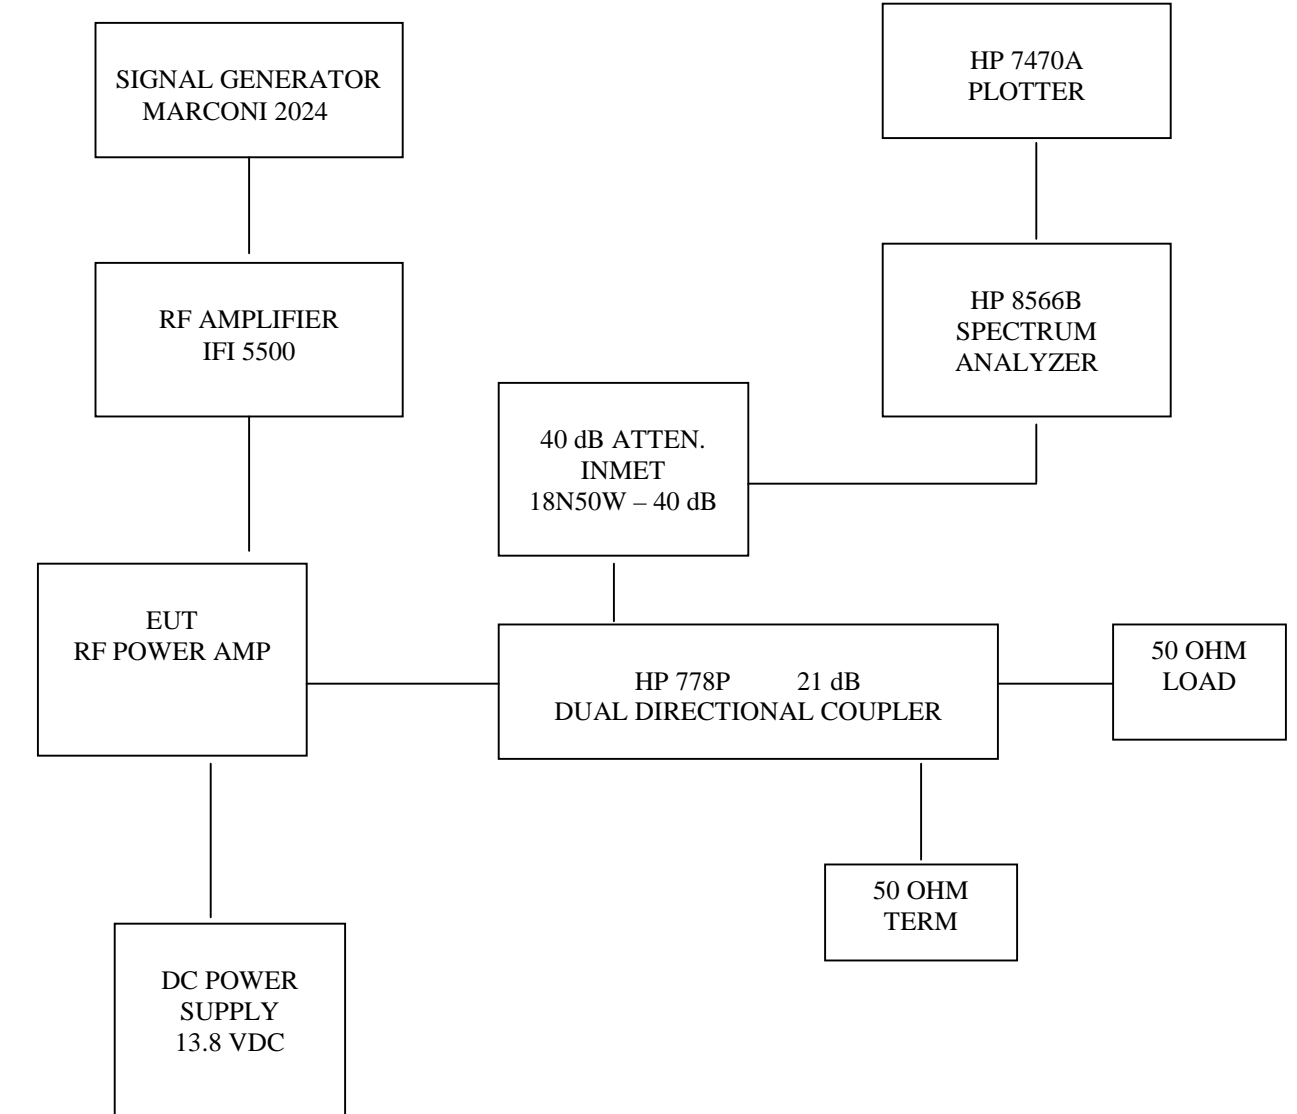 SIGNAL GENERATOR
MARCONI 2024
HP 7470A
PLOTTER
RF AMPLIFIER
IFI 5500
HP 8566B
SPECTRUM
ANALYZER
40 dB ATTEN.
INMET
18N50W – 40 dB
EUT
RF POWER AMP
HP 778P 21 dB
DUAL DIRECTIONAL COUPLER
50 OHM
LOAD
50 OHM
TERM
DC POWER
SUPPLY
13.8 VDC